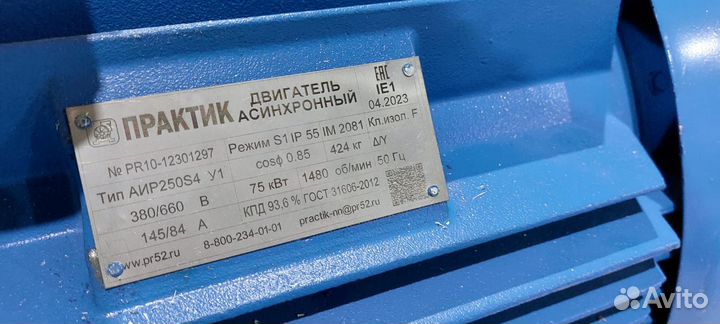 ПРАКТИК ДВИГАТЕЛЬ АСИНХРОННЫЙ EAC IE1 04.2023
№ PR10-12301297 Режим S1 IP 55 IM 2081 Кл.изол. F
Тип АИР250S4 У1 cosϕ 0.85 424 кг Δ/Y
380/660 В 75 кВт 1480 об/мин 50 Гц
145/84 А КПД 93,6 % ГОСТ 31606-2012
www.pr52.ru 8-800-234-01-01 practik-nn@pr52.ru
Avito